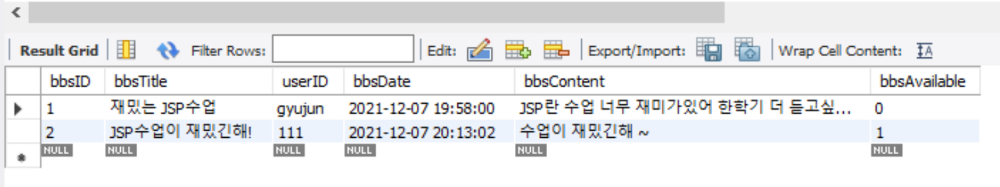 Result Grid Filter Rows: Edit: Export/Import: Wrap Cell Content: IA
bbsID bbsTitle userID bbsDate bbsContent bbsAvailable
1 재밌는 JSP수업 gyujun 2021-12-07 19:58:00 JSP란 수업 너무 재미가있어 한학기 더 듣고싶... 0
2 JSP수업이 재밌긴해! 111 2021-12-07 20:13:02 수업이 재밌긴해 ~ 1
NULL NULL NULL NULL NULL NULL